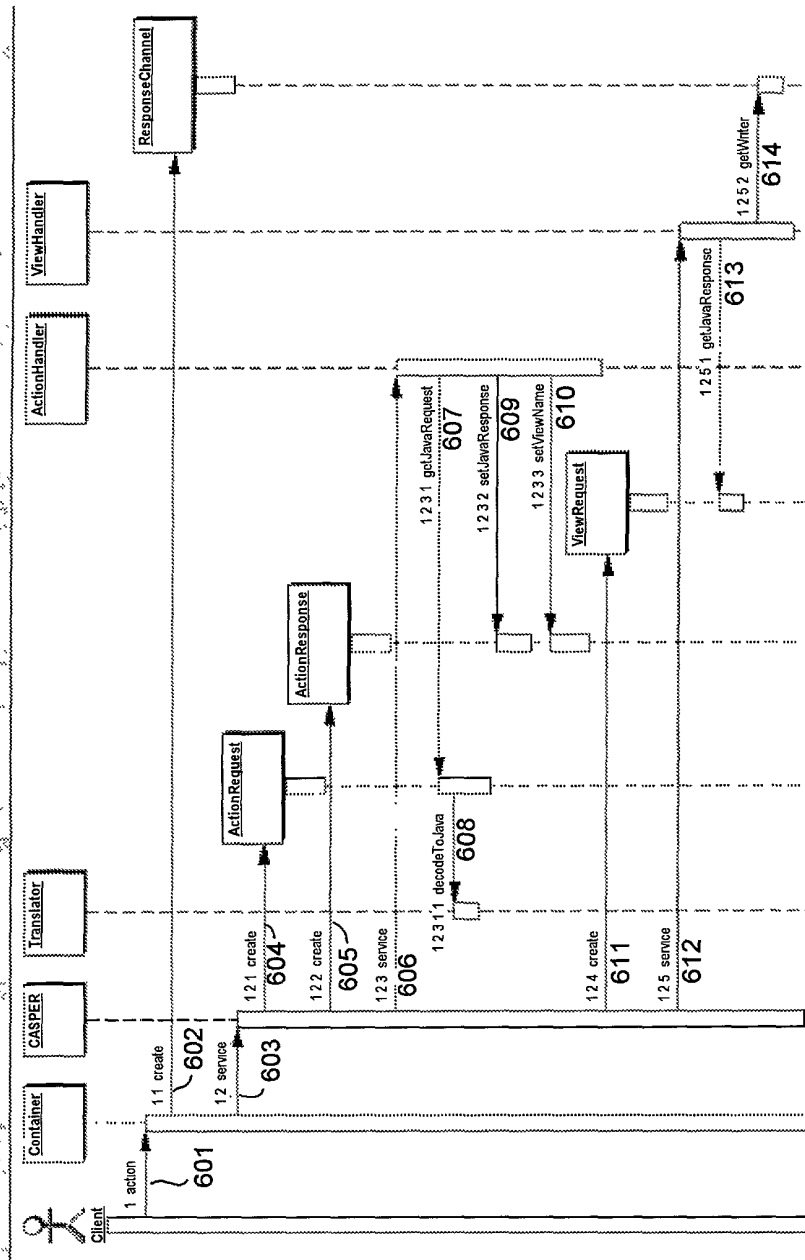 Client
Container
CASPER
Translator
ActionHandler
ViewHandler
ResponseChannel
1 action
601
1 1 create
602
1 2 service
603
ActionRequest
1 2 1 create
604
ActionResponse
1 2 2 create
605
1 2 3 service
606
1 2 3 1 getJavaRequest
607
1 2 3 1 1 decodeToJava
608
1 2 3 2 setJavaResponse
609
1 2 3 3 setViewName
610
ViewRequest
1 2 4 create
611
1 2 5 service
612
1 2 5 1 getJavaResponse
613
1 2 5 2 getWriter
614